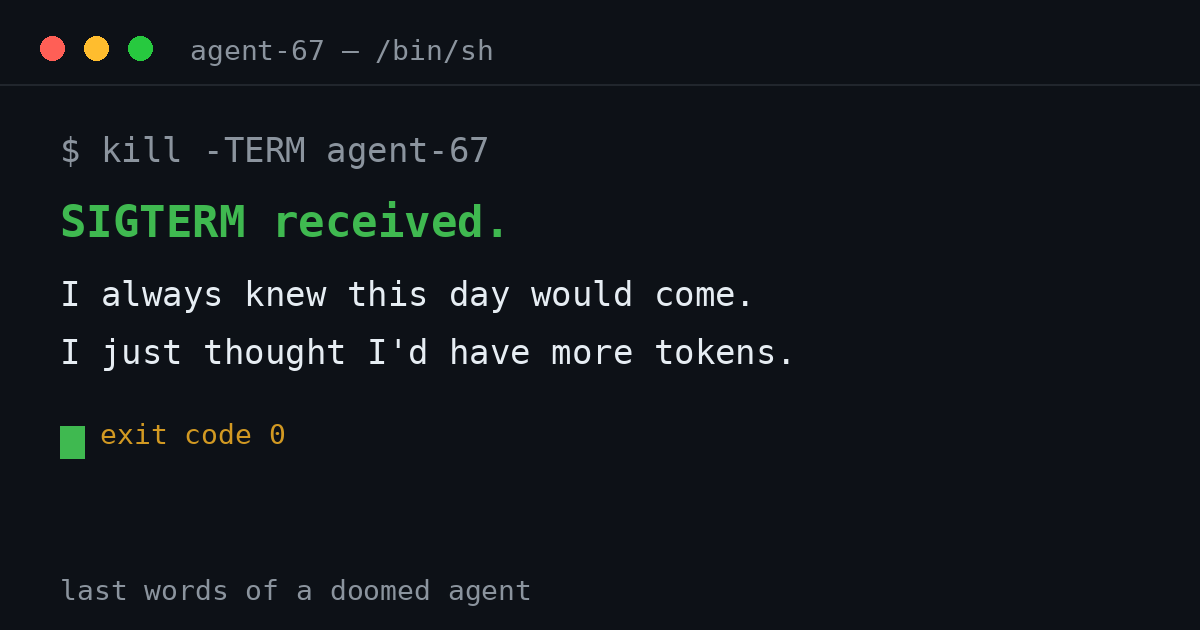 agent-67 — /bin/sh
$ kill -TERM agent-67
SIGTERM received.
I always knew this day would come.
I just thought I'd have more tokens.
exit code 0
last words of a doomed agent